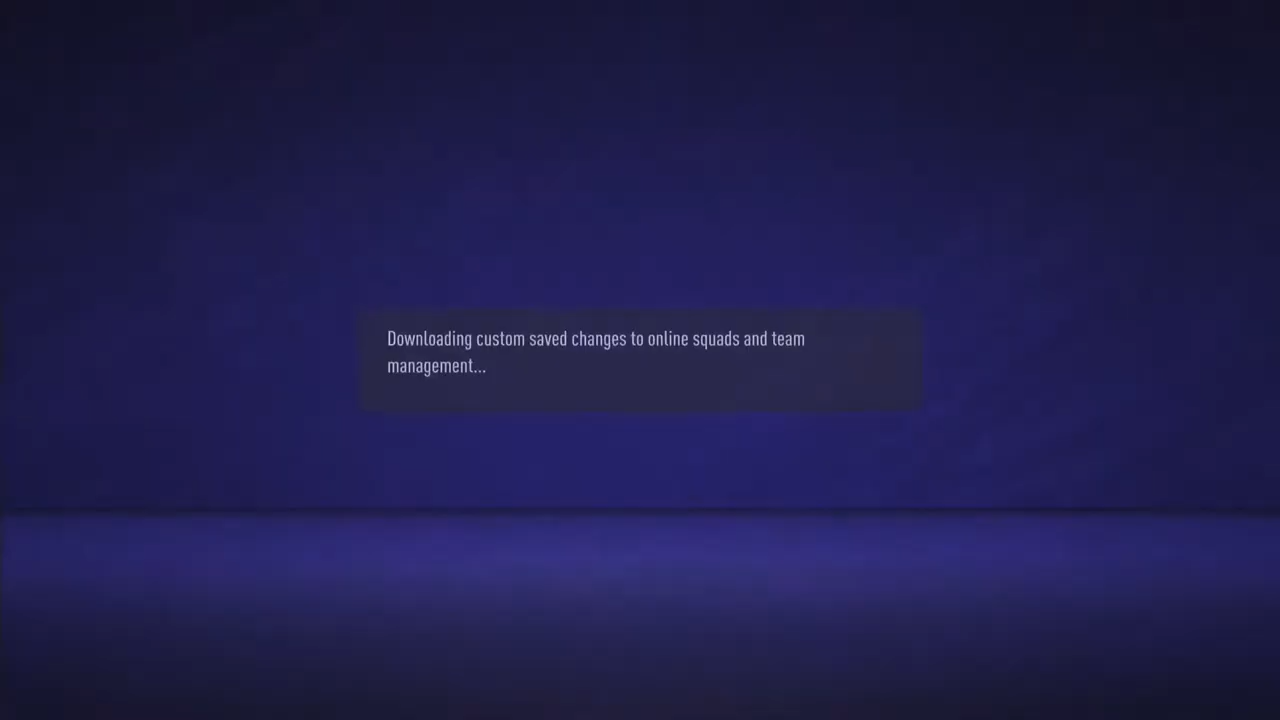 Downloading custom saved changes to online squads and team
management...